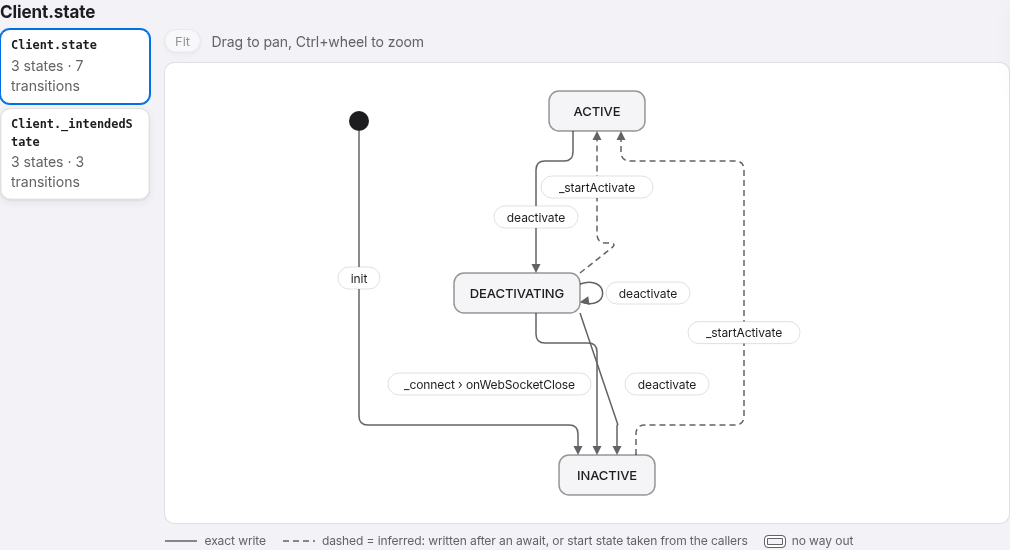 Client.state
Client.state
3 states · 7
transitions
Client._intendedS
tate
3 states · 3
transitions
Fit
Drag to pan, Ctrl+wheel to zoom
ACTIVE
_startActivate
deactivate
init
DEACTIVATING
deactivate
_startActivate
_connect › onWebSocketClose
deactivate
INACTIVE
exact write
dashed = inferred: written after an await, or start state taken from the callers
no way out